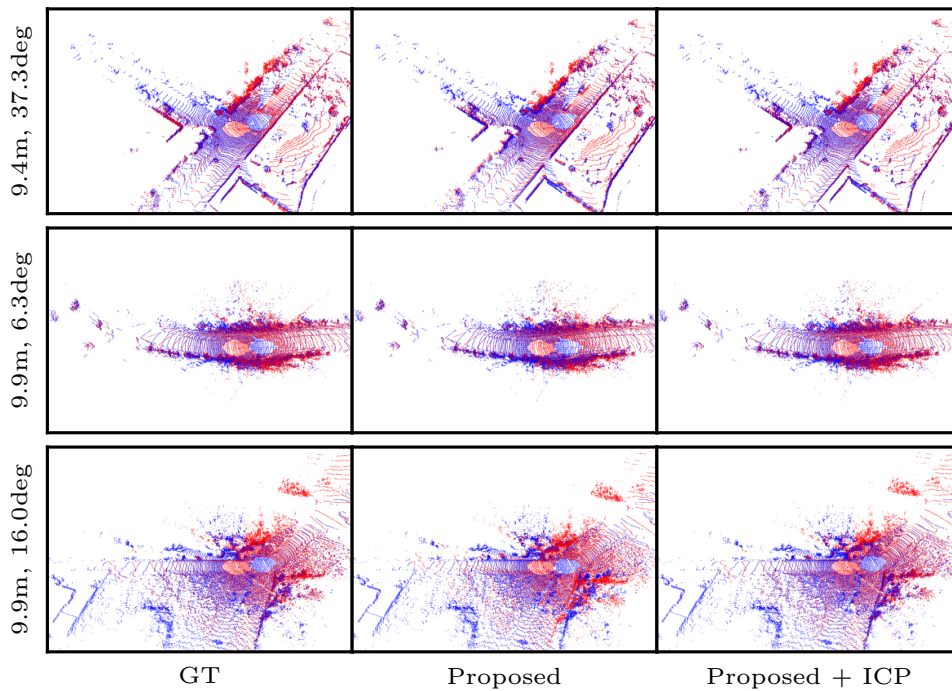 9.4m, 37.3deg
9.9m, 6.3deg
9.9m, 16.0deg
GT
Proposed
Proposed + ICP